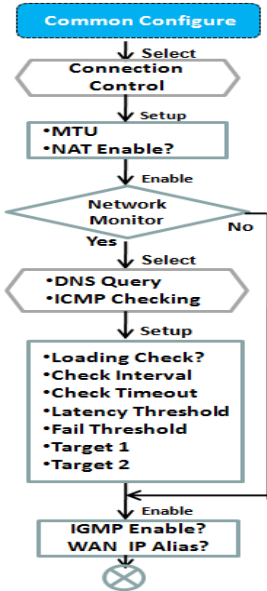 Common Configure
Select
Connection
Control
Setup
•MTU
•NAT Enable?
Enable
Network
Monitor
No
Yes
Select
•DNS Query
•ICMP Checking
Setup
•Loading Check?
•Check Interval
•Check Timeout
•Latency Threshold
•Fail Threshold
•Target 1
•Target 2
Enable
IGMP Enable?
WAN IP Alias?